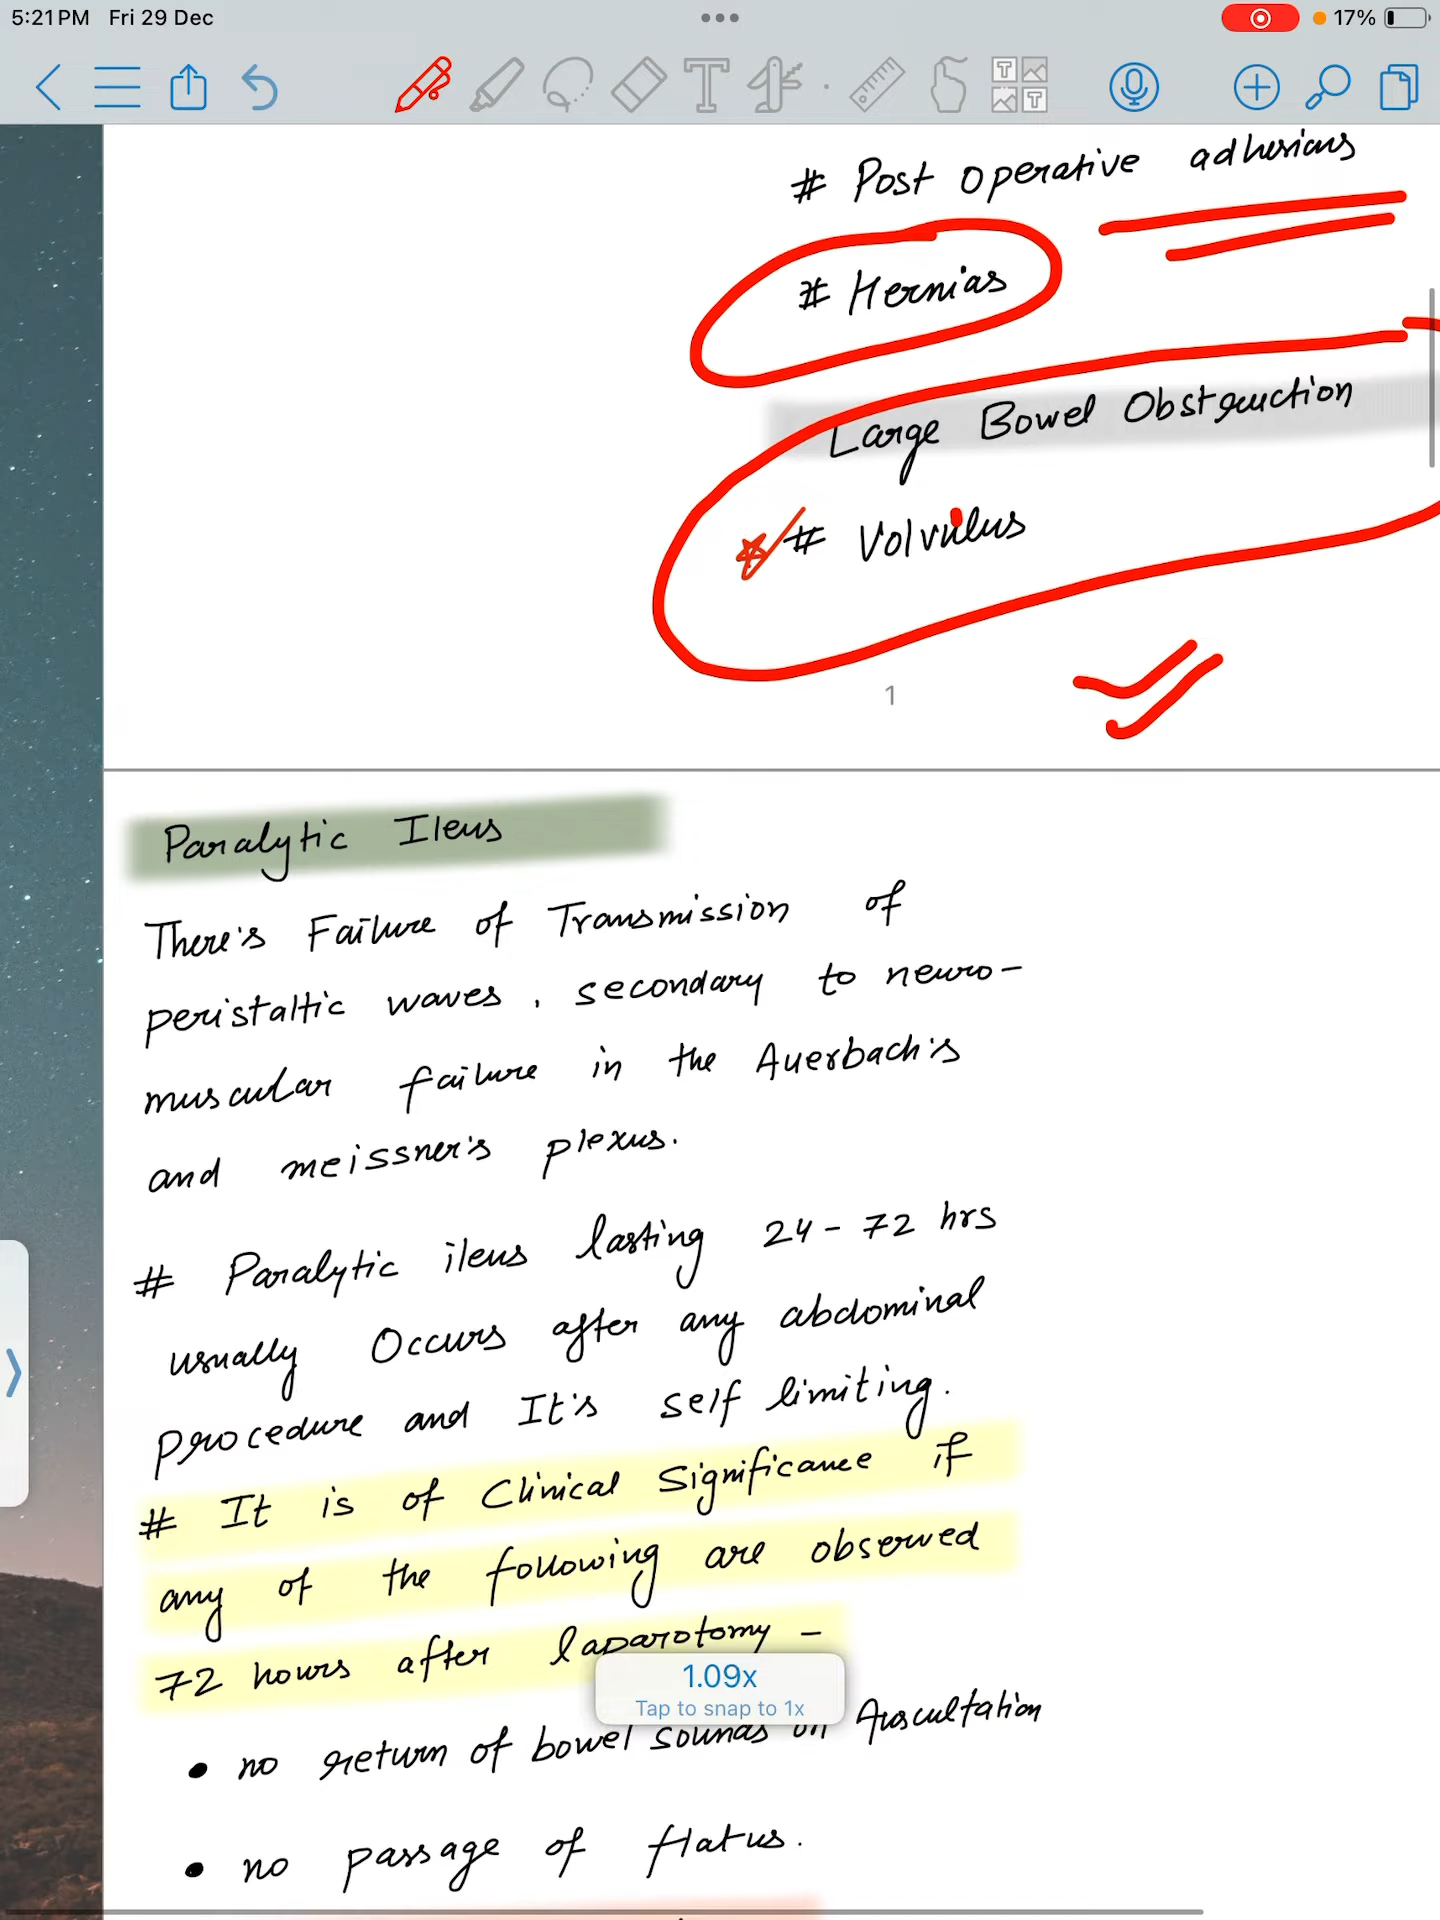 5:21 PM Fri 29 Dec
17%
# Post operative adhesions
# Hernias
Large Bowel Obstruction
# Volvulus
1
Paralytic Ileus
There's Failure of Transmission of
peristaltic waves, secondary to neuro-
muscular failure in the Auerbach's
and meissner's plexus.
# Paralytic ileus lasting 24-72 hrs
usually Occurs after any abdominal
procedure and It's self limiting.
# It is of Clinical Significance if
any of the following are observed
72 hours after laparotomy -
1.09x
Tap to snap to 1x
• no return of bowel sounds on Auscultation
• no passage of flatus.